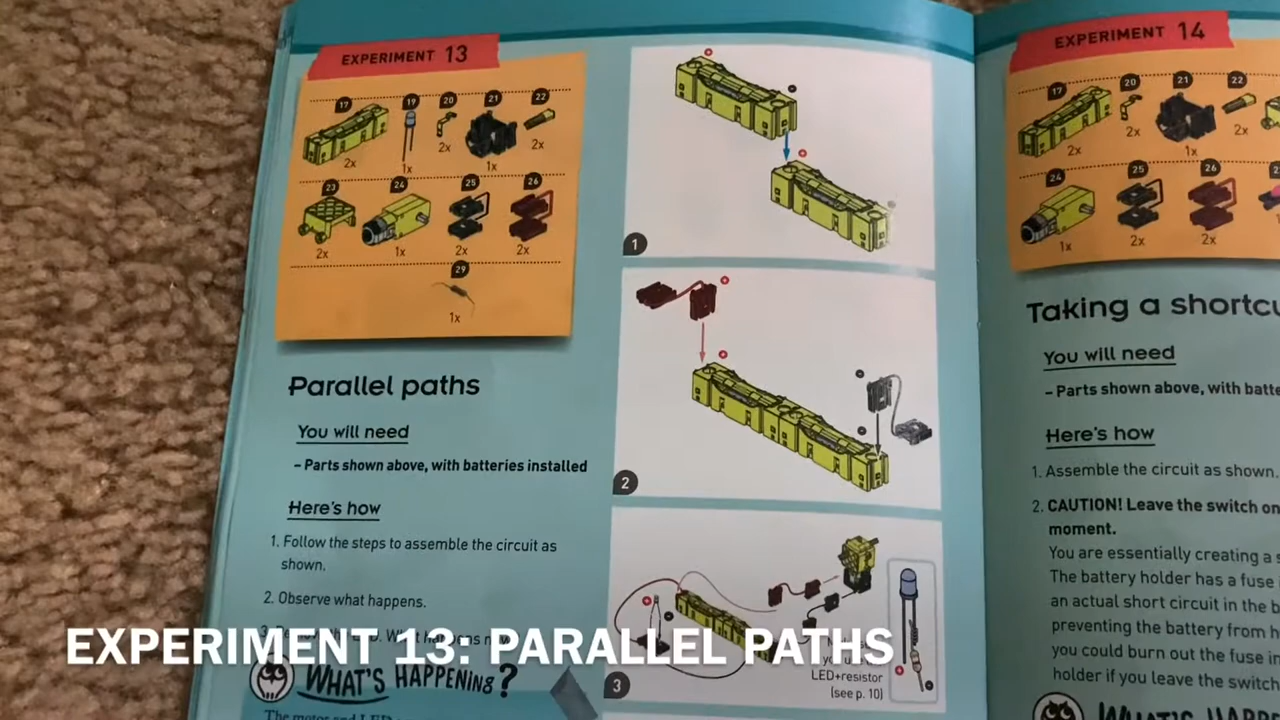 EXPERIMENT 13
17
19
20
21
22
2x
1x
2x
1x
2x
23
24
25
26
2x
1x
2x
2x
29
1x
Parallel paths
You will need
– Parts shown above, with batteries installed
Here's how
1. Follow the steps to assemble the circuit as
shown.
2. Observe what happens.
WHAT'S HAPPENING?
1
2
3
LED+resistor
(see p. 10)
EXPERIMENT 14
17
20
21
22
2x
2x
1x
2x
24
25
26
1x
2x
2x
Taking a shortcu
You will need
– Parts shown above, with batte
Here's how
1. Assemble the circuit as shown.
2. CAUTION! Leave the switch on
moment.
You are essentially creating a s
The battery holder has a fuse
an actual short circuit in the b
preventing the battery from h
you could burn out the fuse in
holder if you leave the switch
EXPERIMENT 13: PARALLEL PATHS